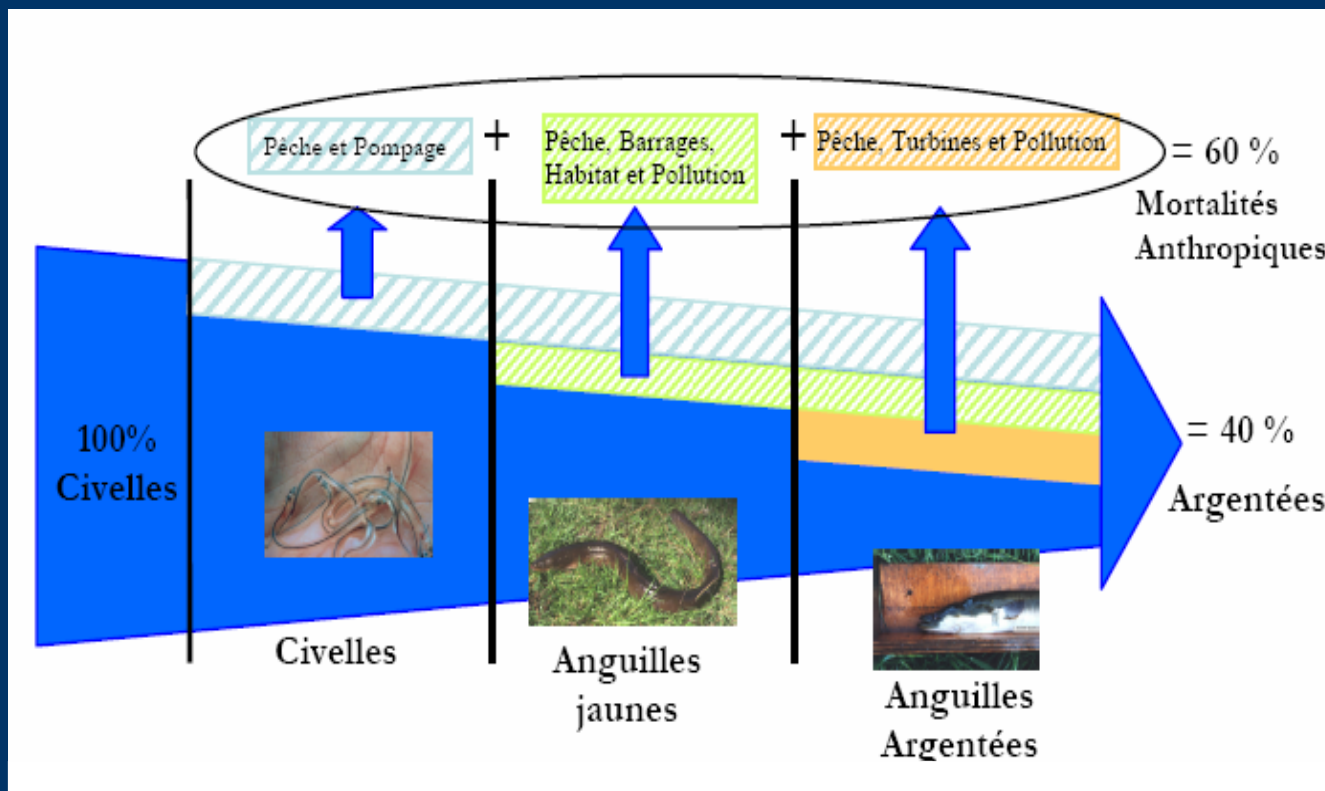 Pêche et Pompage
+
Pêche, Barrages,
Habitat et Pollution
+
Pêche, Turbines et Pollution
= 60 %
Mortalités
Anthropiques
100%
Civelles
= 40 %
Argentées
Civelles
Anguilles
jaunes
Anguilles
Argentées